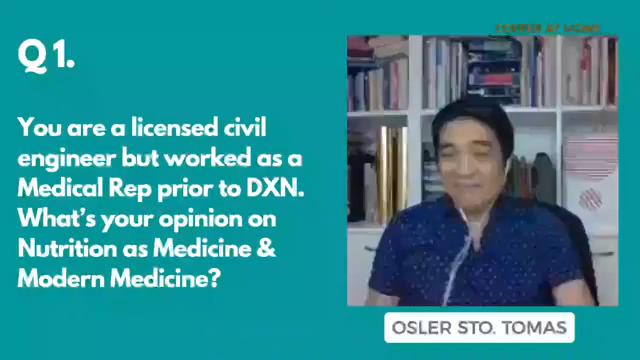 Q1.
You are a licensed civil
engineer but worked as a
Medical Rep prior to DXN.
What's your opinion on
Nutrition as Medicine &
Modern Medicine?
OSLER STO. TOMAS